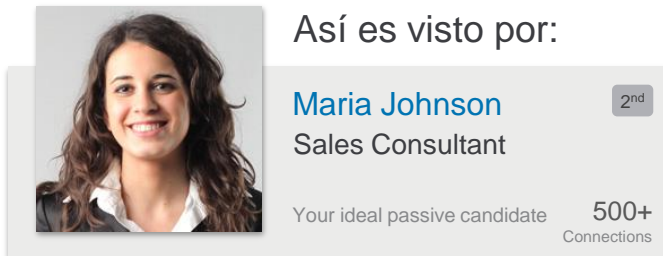 Así es visto por:
Maria Johnson
2nd
Sales Consultant
Your ideal passive candidate
500+
Connections